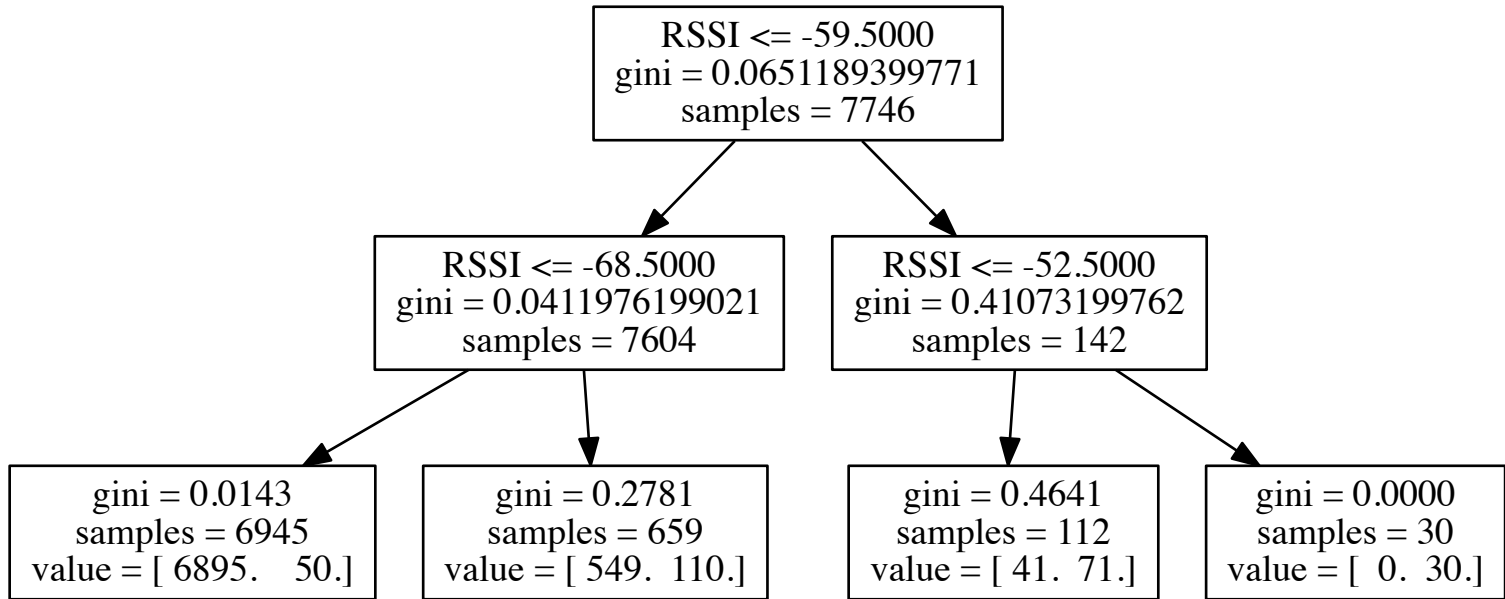 RSSI <= -59.5000
gini = 0.0651189399771
samples = 7746
RSSI <= -68.5000
gini = 0.0411976199021
samples = 7604
RSSI <= -52.5000
gini = 0.41073199762
samples = 142
gini = 0.0143
samples = 6945
value = [ 6895.    50.]
gini = 0.2781
samples = 659
value = [ 549.  110.]
gini = 0.4641
samples = 112
value = [ 41.  71.]
gini = 0.0000
samples = 30
value = [  0.  30.]